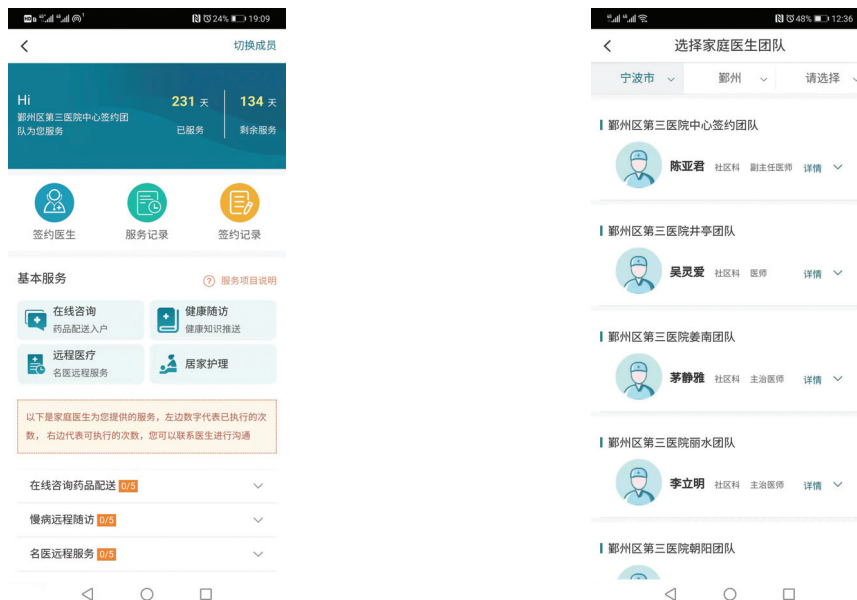 24% 19:09
切换成员
Hi
鄞州区第三医院中心签约团
队为您服务
231 天
已服务
134 天
剩余服务
签约医生
服务记录
签约记录
基本服务
服务项目说明
在线咨询
药品配送入户
健康随访
健康知识推送
远程医疗
名医远程服务
居家护理
以下是家庭医生为您提供的服务，左边数字代表已执行的次
数， 右边代表可执行的次数，您可以联系医生进行沟通
在线咨询药品配送 0/5
慢病远程随访 0/5
名医远程服务 0/5
48% 12:36
选择家庭医生团队
宁波市 鄞州 请选择
鄞州区第三医院中心签约团队
陈亚君 社区科 副主任医师 详情
鄞州区第三医院井亭团队
吴灵爱 社区科 医师 详情
鄞州区第三医院姜南团队
茅静雅 社区科 主治医师 详情
鄞州区第三医院丽水团队
李立明 社区科 主治医师 详情
鄞州区第三医院朝阳团队